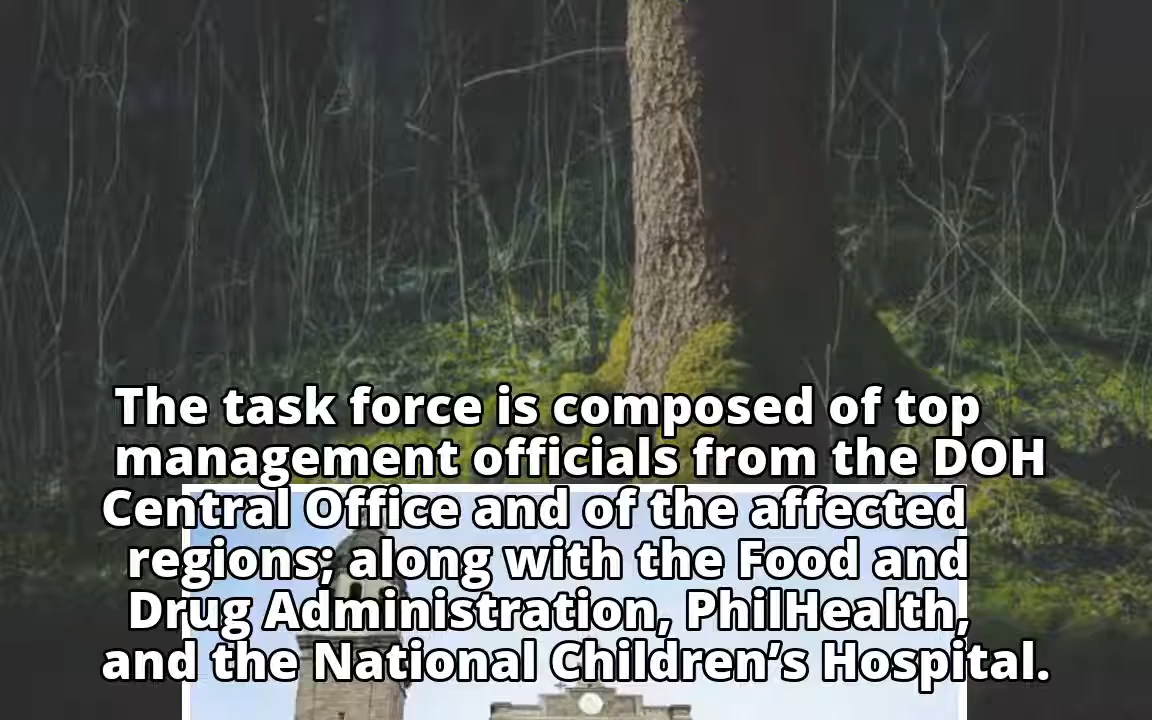 The task force is composed of top
management officials from the DOH
Central Office and of the affected
regions; along with the Food and
Drug Administration, PhilHealth,
and the National Children’s Hospital.